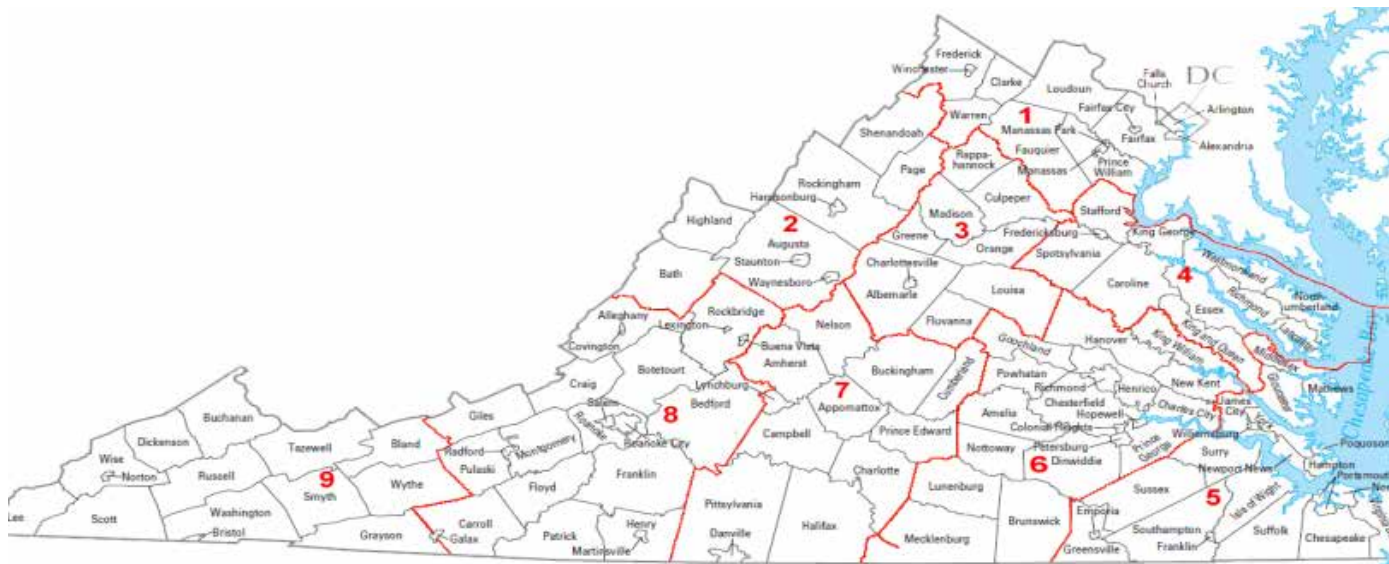 Frederick
Winchester
Clarke
Loudoun
Falls
Church
DC
Arlington
Fairfax City
Fairfax
Alexandria
Warren
1
Manassas Park
Fauquier
Manassas
Prince
William
Shenandoah
Page
Rappa-
hannock
Rockingham
Harrisonburg
Culpeper
Madison
3
Stafford
Highland
2
Augusta
Staunton
Waynesboro
Greene
Orange
Fredericksburg
Spotsylvania
King George
Westmoreland
Bath
Charlottesville
Albemarle
Louisa
Caroline
4
Essex
Richmond
North-
umberland
Lancaster
Rockbridge
Alleghany
Lexington
Covington
Buena Vista
Nelson
Amherst
Fluvanna
Goochland
Hanover
King William
King and Queen
Middlesex
Gloucester
Mathews
Botetourt
Craig
Lynchburg
Bedford
Buckingham
Cumberland
Powhatan
Richmond
Henrico
New Kent
James
City
York
Poquoson
Salem
Roanoke
8
Roanoke City
7
Appomattox
Campbell
Prince Edward
Amelia
Chesterfield
Hopewell
Charles City
Colonial Heights
Williamsburg
Buchanan
Dickenson
Wise
Norton
Tazewell
Bland
Giles
Radford
Pulaski
Montgomery
Franklin
Charlotte
Nottoway
6
Petersburg
Dinwiddie
Prince
George
Surry
Newport News
Hampton
Portsmouth
Russell
9
Smyth
Wythe
Floyd
Pittsylvania
Halifax
Lunenburg
Sussex
5
Isle of Wight
Lee
Scott
Washington
Bristol
Grayson
Carroll
Galax
Patrick
Henry
Martinsville
Danville
Mecklenburg
Brunswick
Emporia
Greensville
Southampton
Franklin
Suffolk
Chesapeake